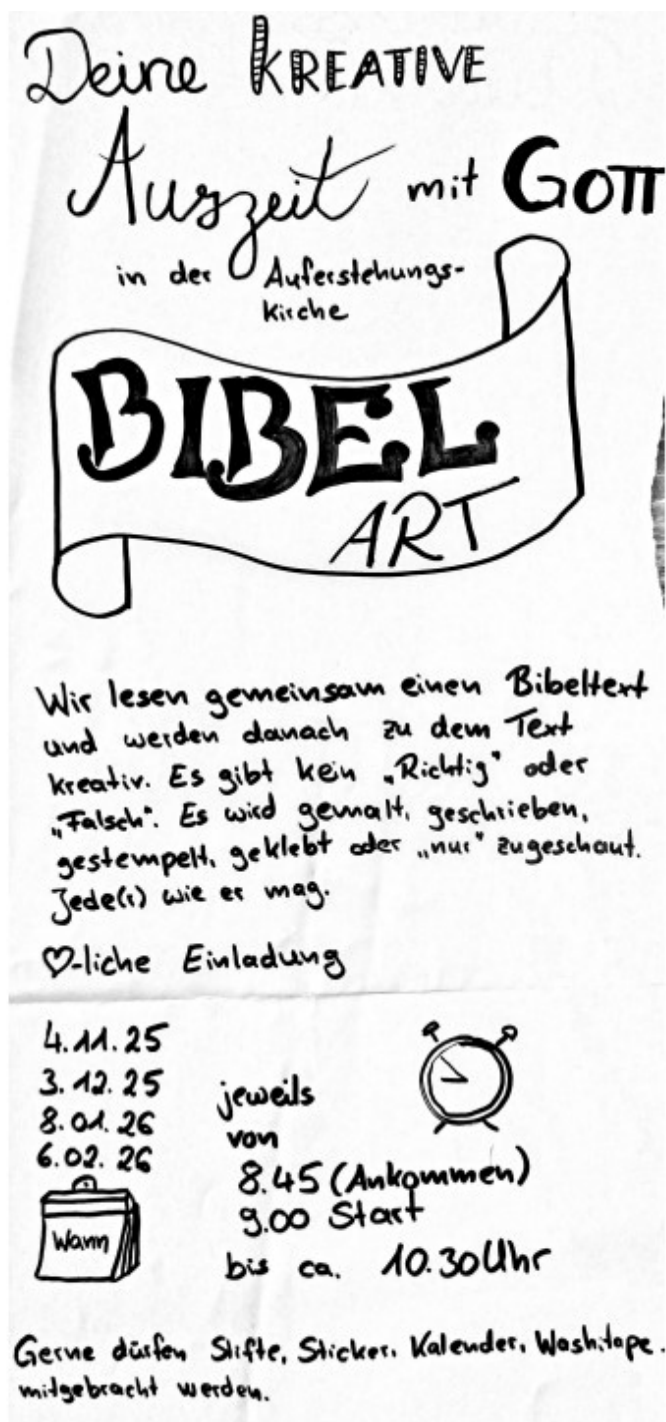 Deine KREATIVE
Auszeit mit GOTT
in der Auferstehungs-
kirche
BIBEL
ART
Wir lesen gemeinsam einen Bibeltext
und werden danach zu dem Text
kreativ. Es gibt kein „Richtig" oder
„Falsch". Es wird gemalt, geschrieben,
gestempelt, geklebt oder „nur" zugeschaut.
Jede(r) wie er mag.
♡-liche Einladung
4.11.25
3.12.25
8.01.26
6.02.26
Wann
jeweils
von
8.45 (Ankommen)
9.00 Start
bis ca. 10.30 Uhr
Gerne dürfen Stifte, Sticker, Kalender, Washitape.
mitgebracht werden.